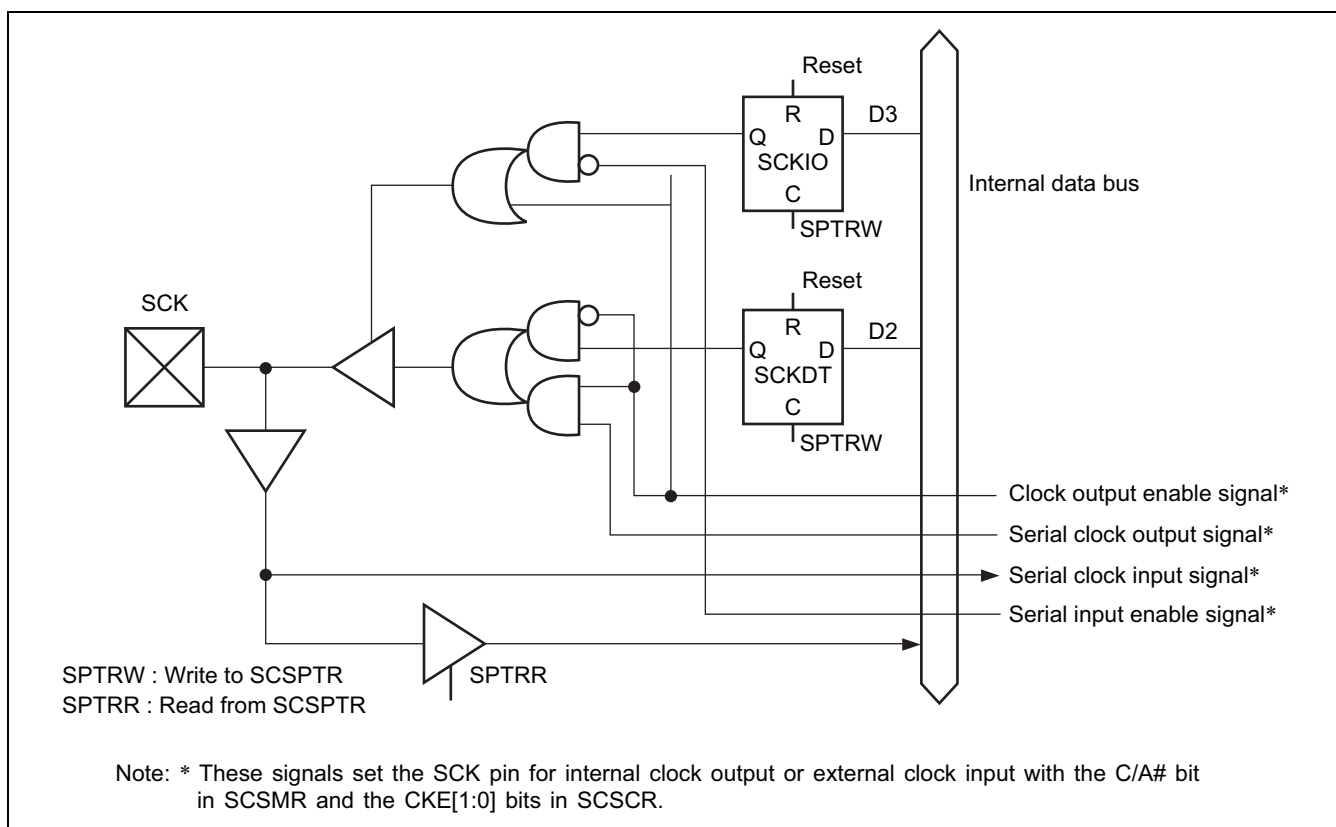 Reset
R
D3
Q
D
SCKIO
C
Internal data bus
SPTRW
Reset
SCK
R
D2
Q
D
SCKDT
C
SPTRW
Clock output enable signal*
Serial clock output signal*
Serial clock input signal*
Serial input enable signal*
SPTRW : Write to SCSPTR
SPTRR
SPTRR : Read from SCSPTR
Note: * These signals set the SCK pin for internal clock output or external clock input with the C/A# bit
in SCSMR and the CKE[1:0] bits in SCSCR.